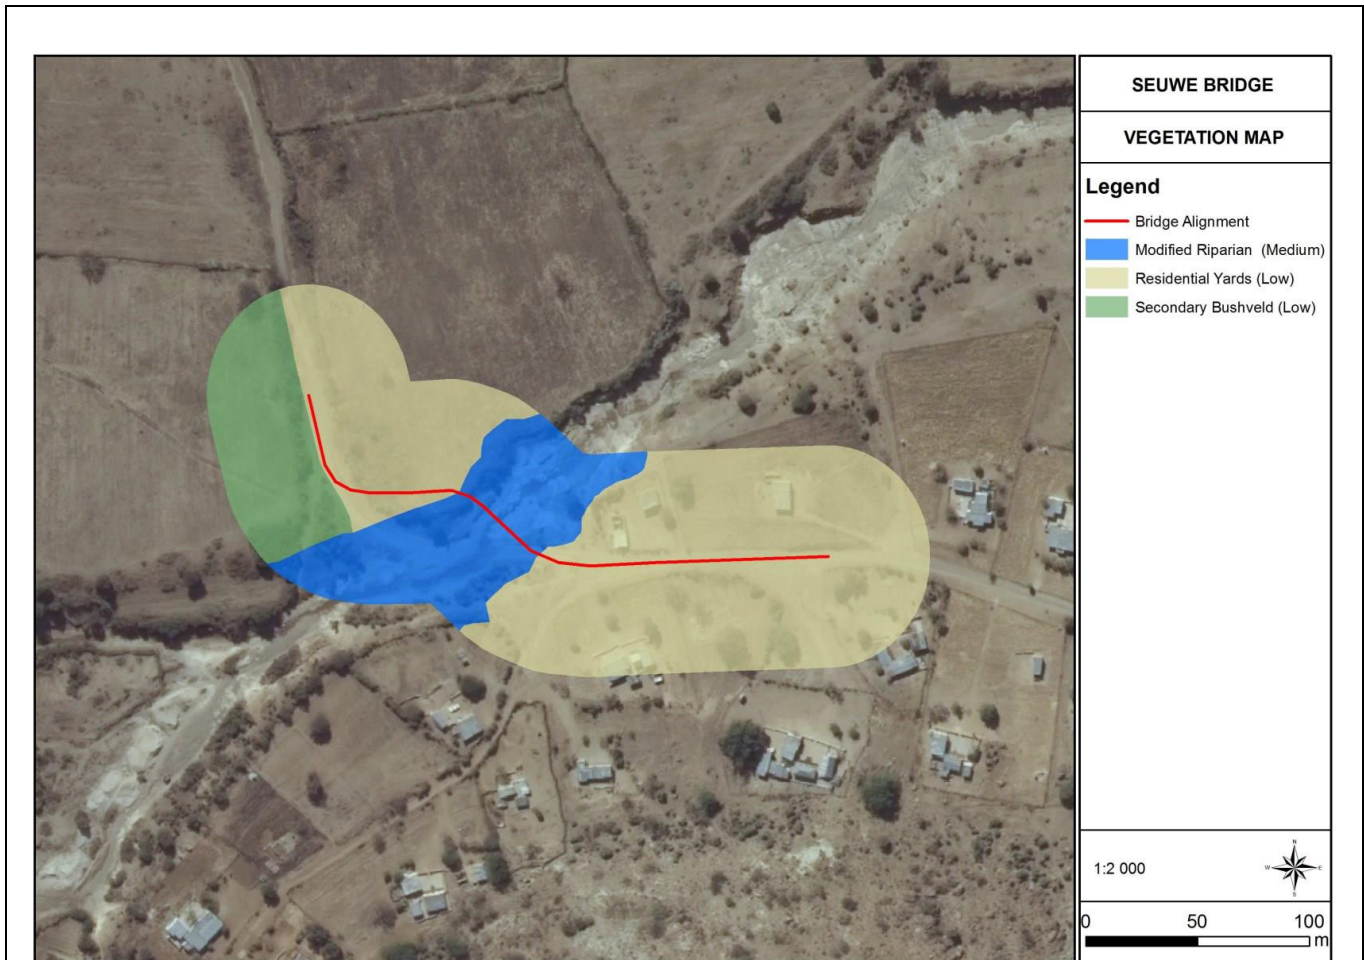 SEUWE BRIDGE
VEGETATION MAP
Legend
Bridge Alignment
Modified Riparian (Medium)
Residential Yards (Low)
Secondary Bushveld (Low)
1:2 000
N
W E
S
0 50 100
m